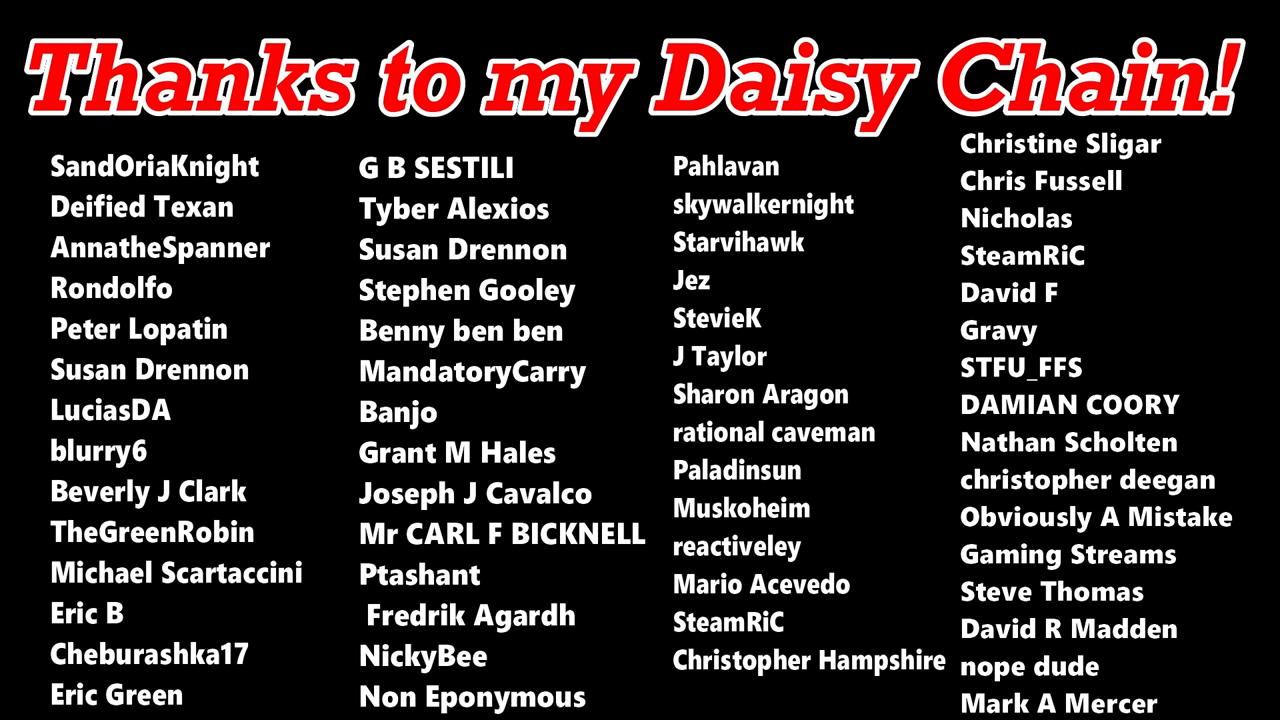 Thanks to my Daisy Chain!
SandOriaKnight
Deified Texan
AnnatheSpanner
Rondolfo
Peter Lopatin
Susan Drennon
LuciasDA
blurry6
Beverly J Clark
TheGreenRobin
Michael Scartaccini
Eric B
Cheburashka17
Eric Green
G B SESTILI
Tyber Alexios
Susan Drennon
Stephen Gooley
Benny ben ben
MandatoryCarry
Banjo
Grant M Hales
Joseph J Cavalco
Mr CARL F BICKNELL
Ptashant
Fredrik Agardh
NickyBee
Non Eponymous
Pahlavan
skywalkernight
Starvihawk
Jez
StevieK
J Taylor
Sharon Aragon
rational caveman
Paladinsun
Muskoheim
reactiveley
Mario Acevedo
SteamRiC
Christopher Hampshire
Christine Sligar
Chris Fussell
Nicholas
SteamRiC
David F
Gravy
STFU_FFS
DAMIAN COORY
Nathan Scholten
christopher deegan
Obviously A Mistake
Gaming Streams
Steve Thomas
David R Madden
nope dude
Mark A Mercer